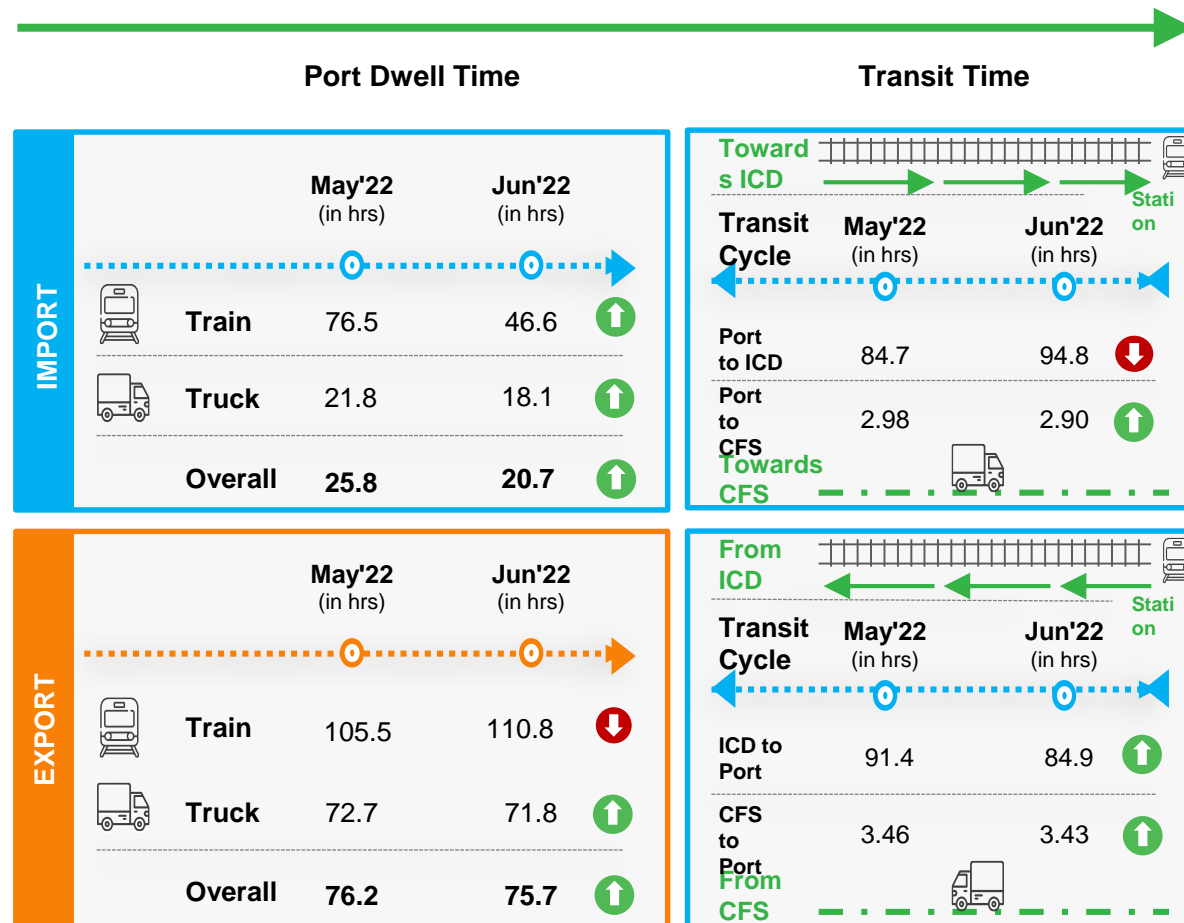 Port Dwell Time
Transit Time
IMPORT
May'22 Jun'22
(in hrs) (in hrs)
Train 76.5 46.6
Truck 21.8 18.1
Overall 25.8 20.7
Toward
s ICD
Stati
on
Transit
Cycle
May'22 Jun'22
(in hrs) (in hrs)
Port
to ICD
84.7 94.8
Port
to
CFS
2.98 2.90
Towards
CFS
EXPORT
May'22 Jun'22
(in hrs) (in hrs)
Train 105.5 110.8
Truck 72.7 71.8
Overall 76.2 75.7
From
ICD
Stati
on
Transit
Cycle
May'22 Jun'22
(in hrs) (in hrs)
ICD to
Port
91.4 84.9
CFS
to
Port
3.46 3.43
From
CFS